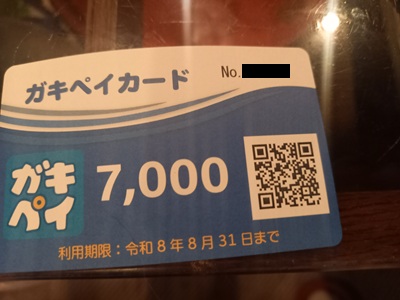 ガキペイカード
No.
ガキ
ペイ
7,000
利用期限：令和8年8月31日まで